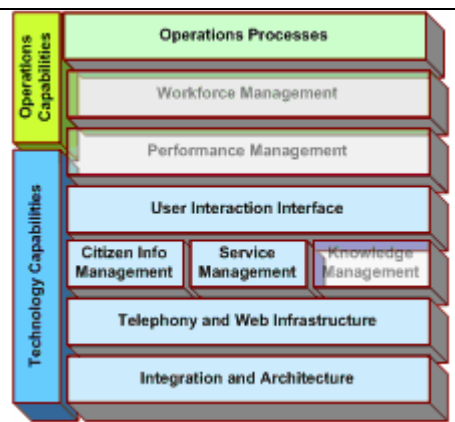 Operations
Capabilities
Operations Processes
Workforce Management
Performance Management
Technology Capabilities
User Interaction Interface
Citizen Info
Management
Service
Management
Knowledge
Management
Telephony and Web Infrastructure
Integration and Architecture